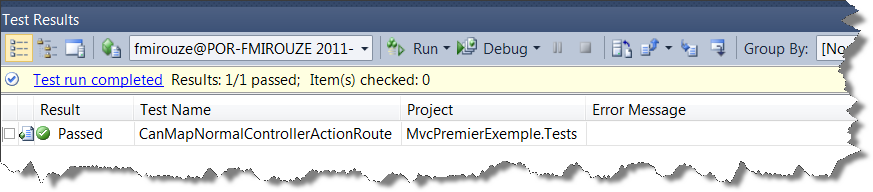 Test Results
fmirouze@POR-FMIROUZE 2011- Run Debug Group By: [No
Test run completed Results: 1/1 passed; Item(s) checked: 0
Result Test Name Project Error Message
Passed CanMapNormalControllerActionRoute MvcPremierExemple.Tests